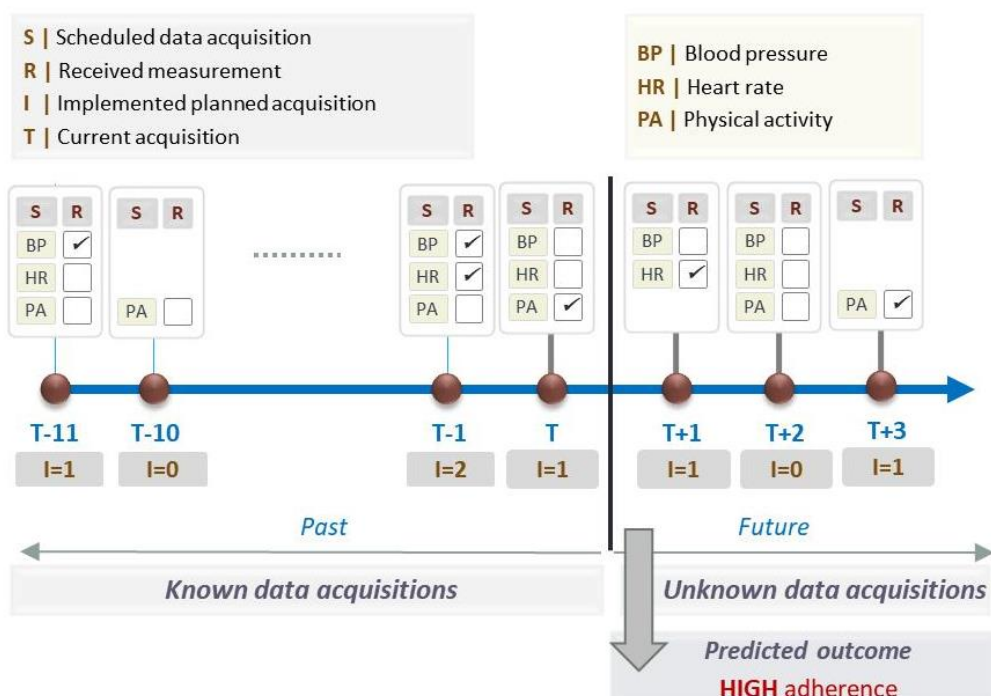 S | Scheduled data acquisition
R | Received measurement
I | Implemented planned acquisition
T | Current acquisition
BP | Blood pressure
HR | Heart rate
PA | Physical activity
S R
BP ✓
HR
PA
S R
PA
..............
S R
BP ✓
HR ✓
PA
S R
BP
HR
PA ✓
S R
BP
HR ✓
S R
BP
HR
PA
S R
PA ✓
T-11 T-10 T-1 T T+1 T+2 T+3
I=1 I=0 I=2 I=1 I=1 I=0 I=1
Past Future
Known data acquisitions Unknown data acquisitions
Predicted outcome
HIGH adherence